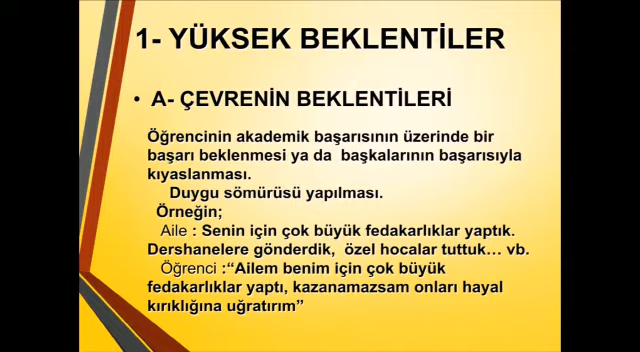 1- YÜKSEK BEKLENTİLER
• A- ÇEVRENİN BEKLENTİLERİ
Öğrencinin akademik başarısının üzerinde bir
başarı beklenmesi ya da başkalarının başarısıyla
kıyaslanması.
Duygu sömürüsü yapılması.
Örneğin;
Aile : Senin için çok büyük fedakarlıklar yaptık.
Dershanelere gönderdik, özel hocalar tuttuk… vb.
Öğrenci :“Ailem benim için çok büyük
fedakarlıklar yaptı, kazanamazsam onları hayal
kırıklığına uğratırım”